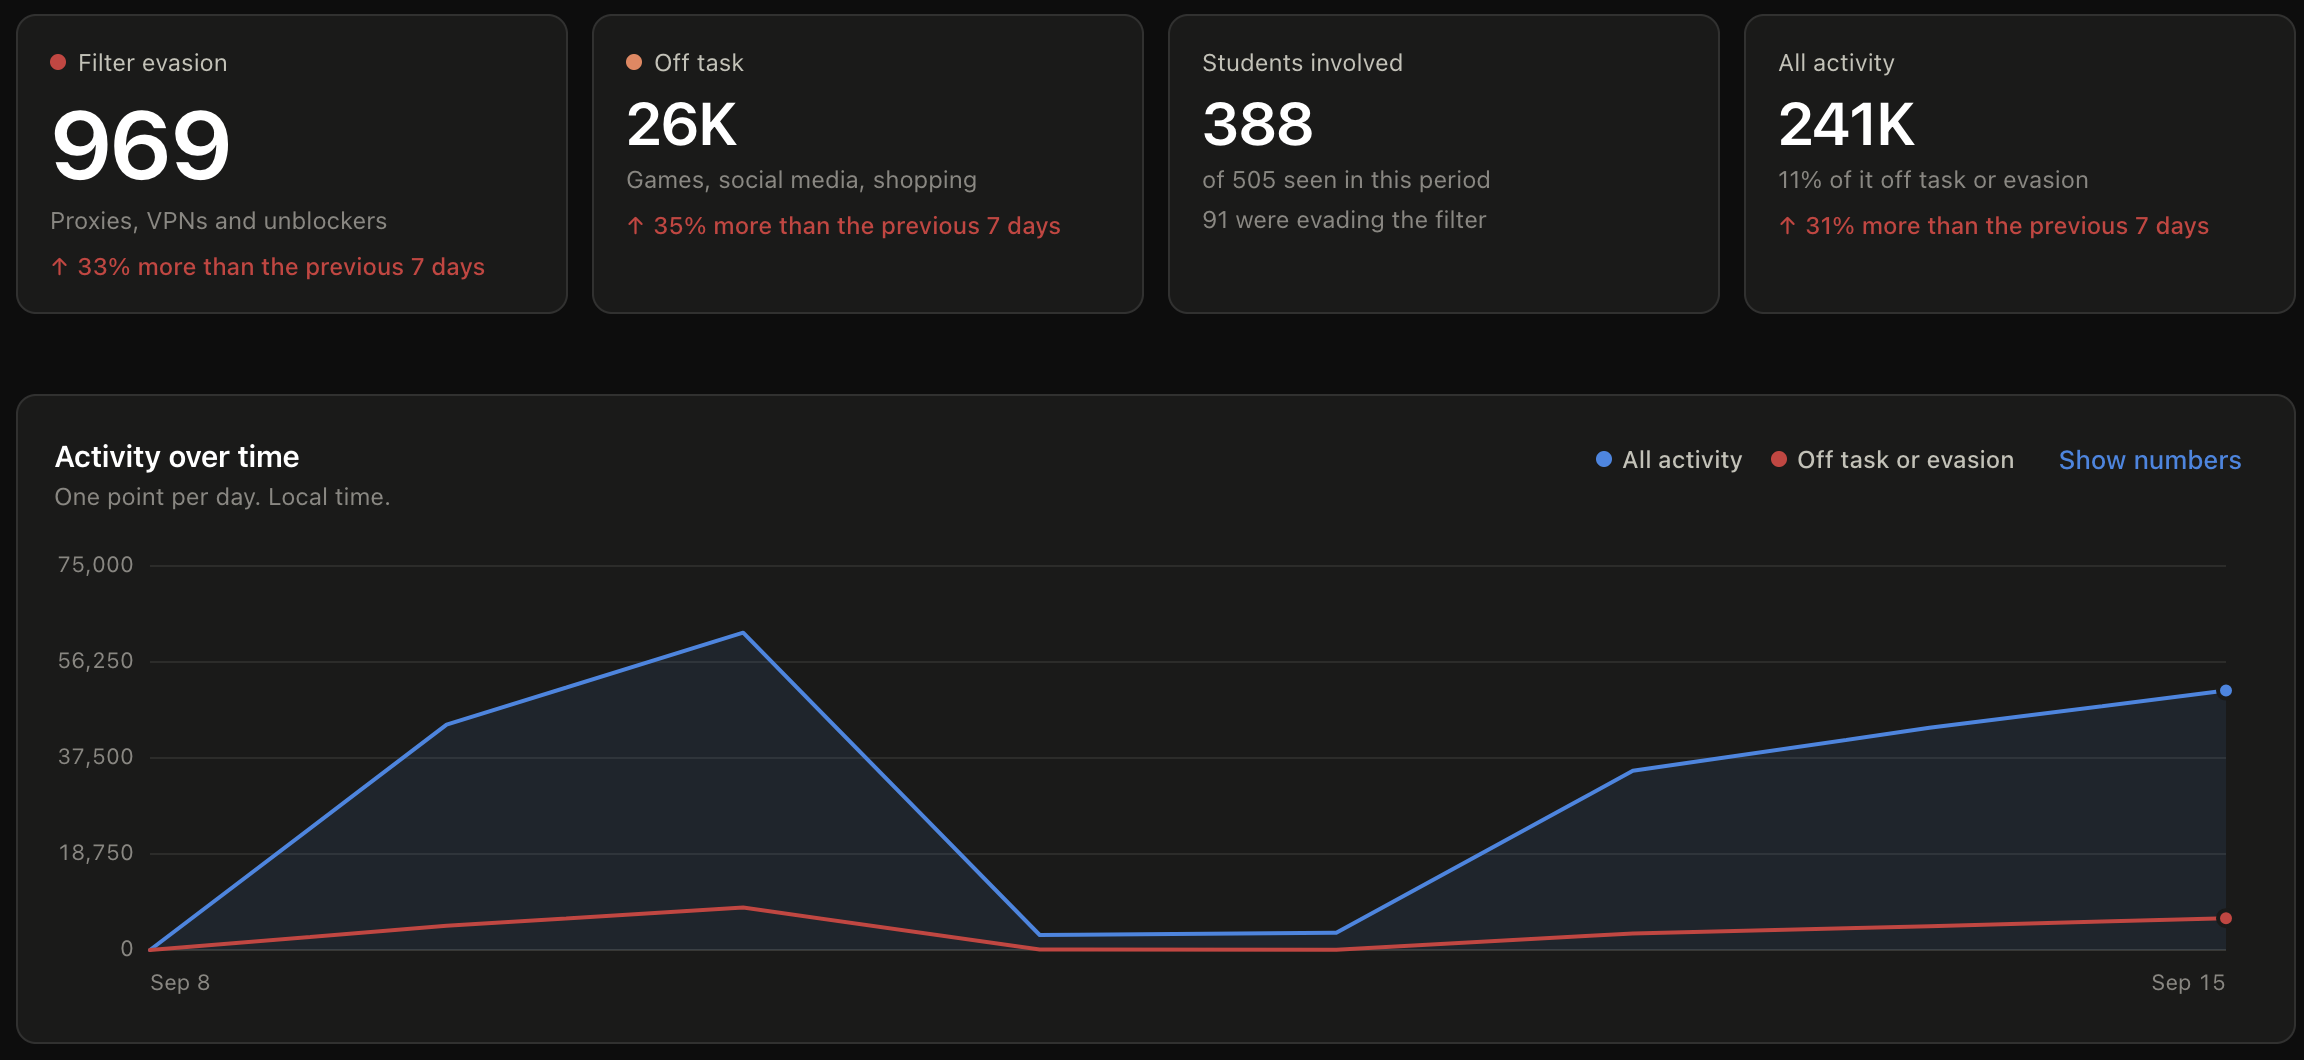 Filter evasion
969
Proxies, VPNs and unblockers
↑ 33% more than the previous 7 days
Off task
26K
Games, social media, shopping
↑ 35% more than the previous 7 days
Students involved
388
of 505 seen in this period
91 were evading the filter
All activity
241K
11% of it off task or evasion
↑ 31% more than the previous 7 days
Activity over time
One point per day. Local time.
All activity
Off task or evasion
Show numbers
75,000
56,250
37,500
18,750
0
Sep 8
Sep 15